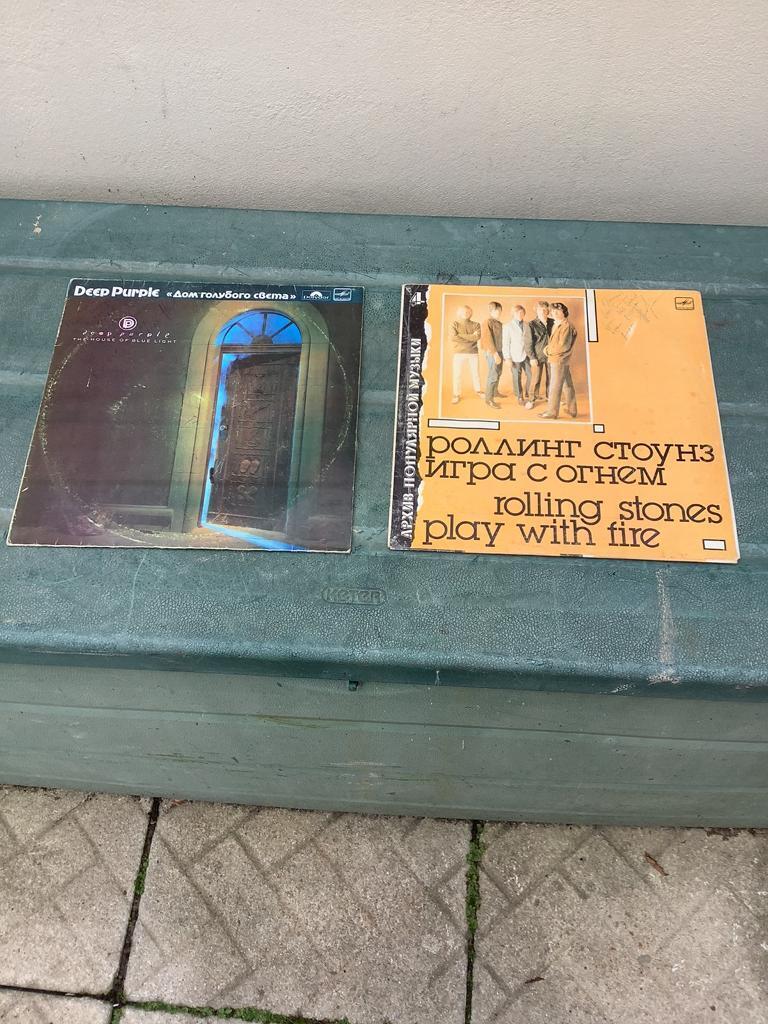 Deep Purple «Дом голубого света»
deep purple
THE HOUSE OF BLUE LIGHT
4
АРХИВ ПОПУЛЯРНОЙ МУЗЫКИ
роллинг стоунз
игра с огнем
rolling stones
play with fire
KETER